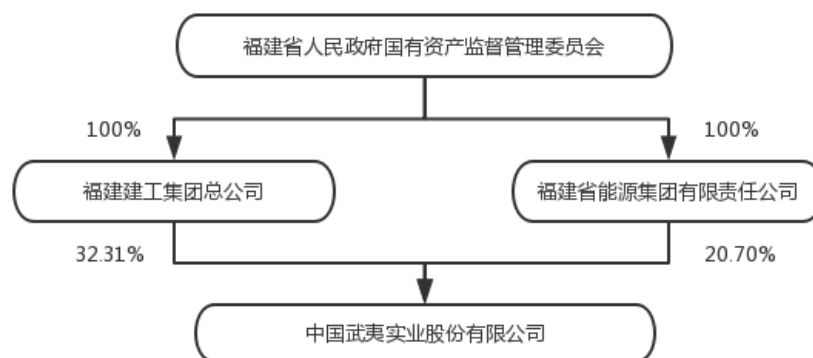 福建省人民政府国有资产监督管理委员会
100%
100%
福建建工集团总公司
福建省能源集团有限责任公司
32.31%
20.70%
中国武夷实业股份有限公司